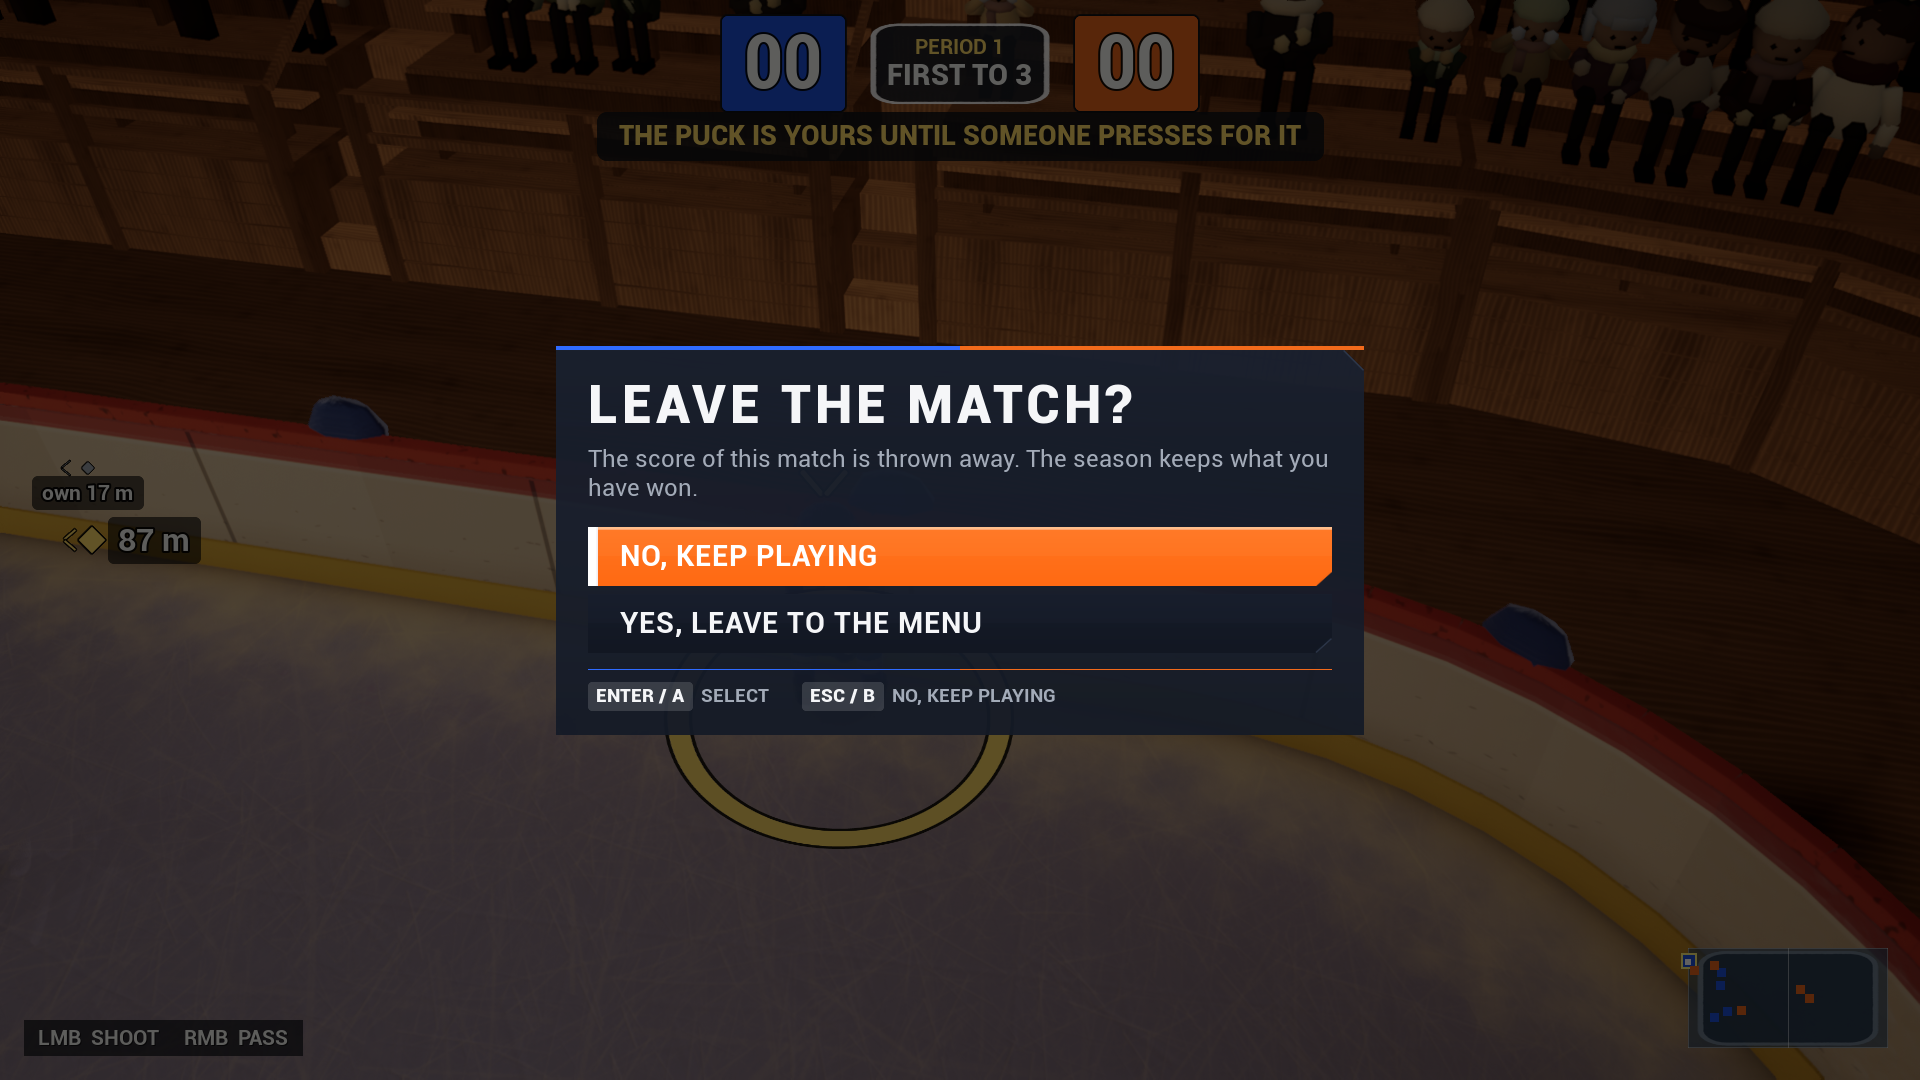 00
PERIOD 1
FIRST TO 3
00
THE PUCK IS YOURS UNTIL SOMEONE PRESSES FOR IT
LEAVE THE MATCH?
The score of this match is thrown away. The season keeps what you
have won.
own 17 m
87 m
NO, KEEP PLAYING
YES, LEAVE TO THE MENU
ENTER / A SELECT ESC / B NO, KEEP PLAYING
LMB SHOOT RMB PASS